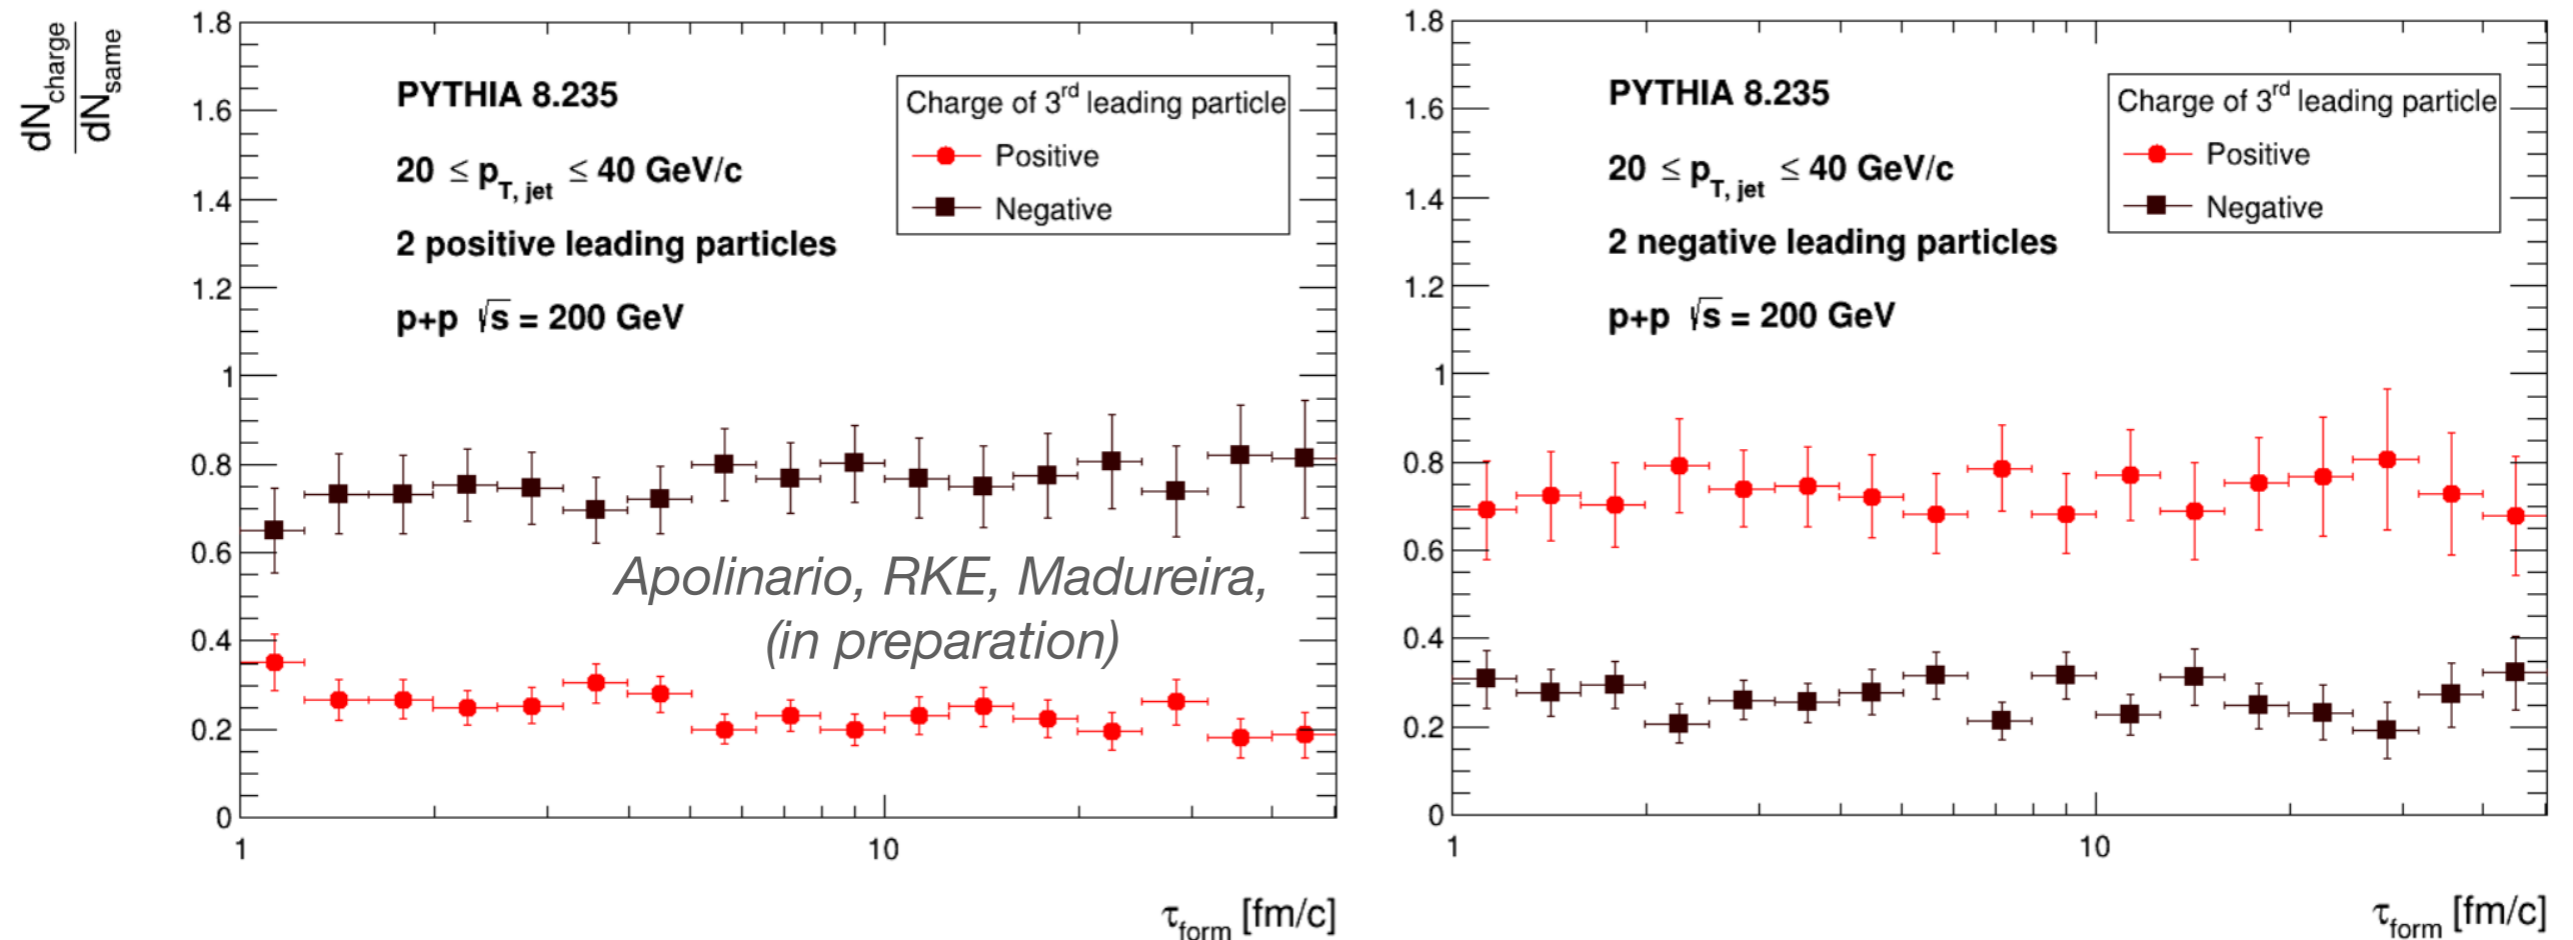 dN_charge
dN_same
1.8
1.6
1.4
1.2
1
0.8
0.6
0.4
0.2
0
PYTHIA 8.235
20 ≤ p_T, jet ≤ 40 GeV/c
2 positive leading particles
p+p √s = 200 GeV
Charge of 3^rd leading particle
Positive
Negative
Apolinario, RKE, Madureira,
(in preparation)
1 10
τ_form [fm/c]
1.8
1.6
1.4
1.2
1
0.8
0.6
0.4
0.2
0
PYTHIA 8.235
20 ≤ p_T, jet ≤ 40 GeV/c
2 negative leading particles
p+p √s = 200 GeV
Charge of 3^rd leading particle
Positive
Negative
1 10
τ_form [fm/c]